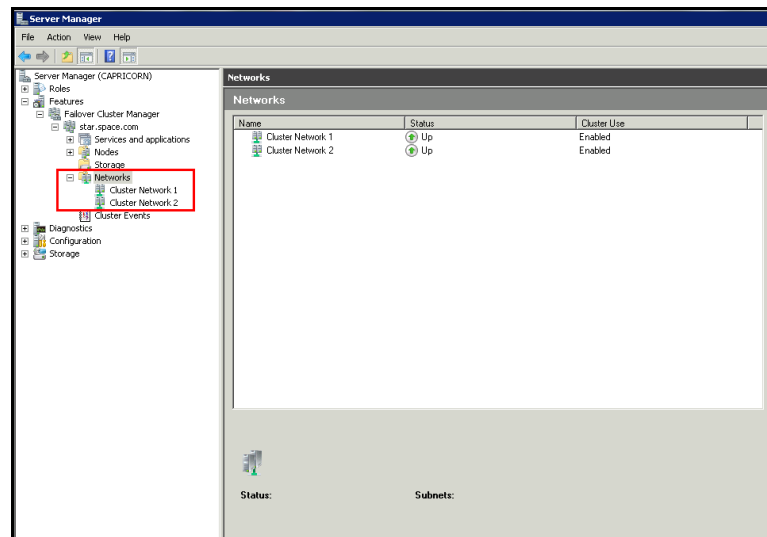 Server Manager
File Action View Help
Server Manager (CAPRICORN)
Roles
Features
Failover Cluster Manager
star.space.com
Services and applications
Nodes
Storage
Networks
Cluster Network 1
Cluster Network 2
Cluster Events
Diagnostics
Configuration
Storage
Networks
Networks
Name Status Cluster Use
Cluster Network 1 Up Enabled
Cluster Network 2 Up Enabled
Status: Subnets: